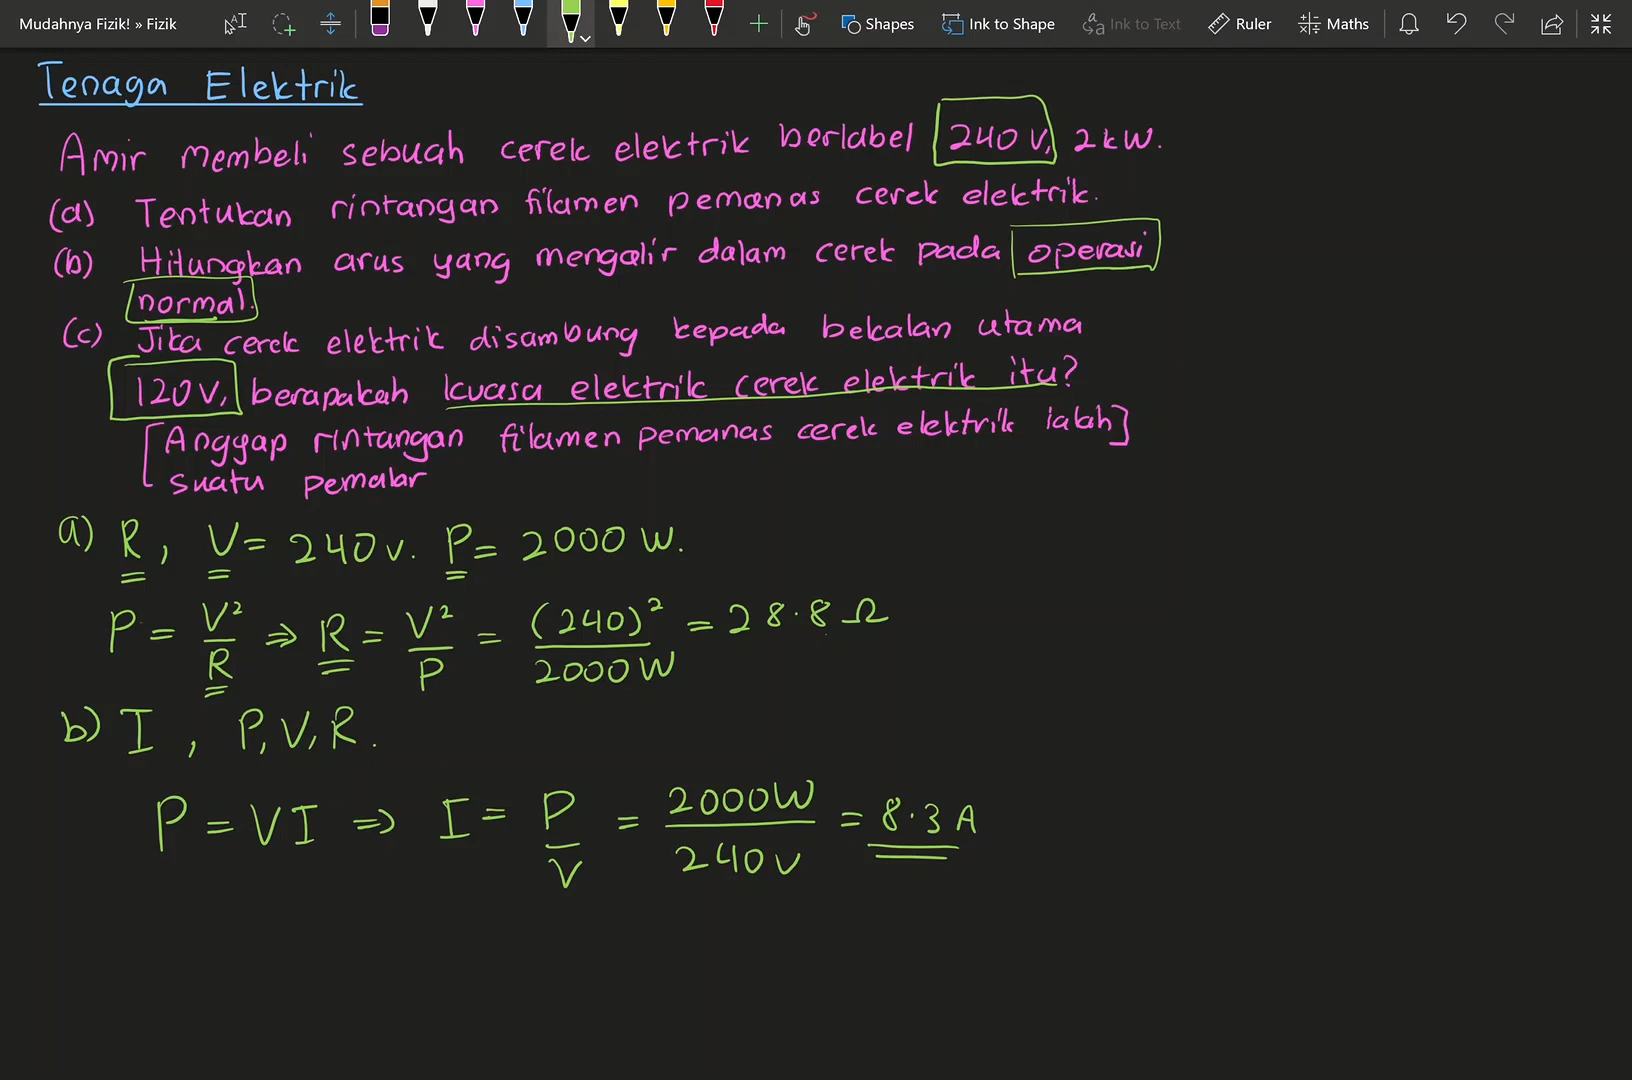 Mudahnya Fizik! » Fizik
Shapes
Ink to Shape
Ink to Text
Ruler
Maths
Tenaga Elektrik
Amir membeli sebuah cerek elektrik berlabel 240 V, 2 kW.
(a) Tentukan rintangan filamen pemanas cerek elektrik.
(b) Hitungkan arus yang mengalir dalam cerek pada operasi
normal.
(c) Jika cerek elektrik disambung kepada bekalan utama
120V, berapakah kuasa elektrik cerek elektrik itu?
[Anggap rintangan filamen pemanas cerek elektrik ialah]
suatu pemalar
a) R, V = 240 v. P = 2000 W.
P = V²/R ⇒ R = V²/P = (240)²/2000W = 28.8 Ω
b) I, P, V, R.
P = VI ⇒ I = P/V = 2000W/240V = 8.3 A